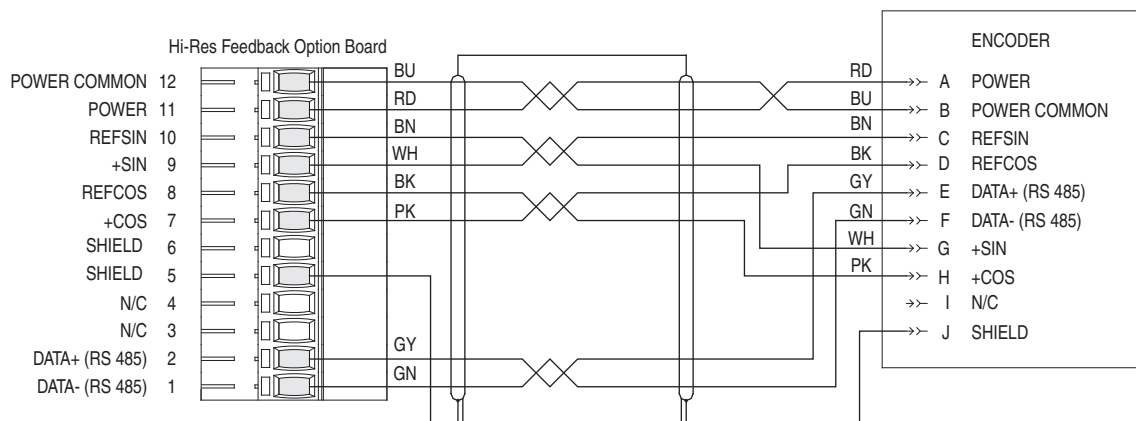 Hi-Res Feedback Option Board
POWER COMMON 12
POWER 11
REFSIN 10
+SIN 9
REFCOS 8
+COS 7
SHIELD 6
SHIELD 5
N/C 4
N/C 3
DATA+ (RS 485) 2
DATA- (RS 485) 1
BU
RD
BN
WH
BK
PK
GY
GN
ENCODER
RD A POWER
BU B POWER COMMON
BN C REFSIN
BK D REFCOS
GY E DATA+ (RS 485)
GN F DATA- (RS 485)
WH G +SIN
PK H +COS
I N/C
J SHIELD